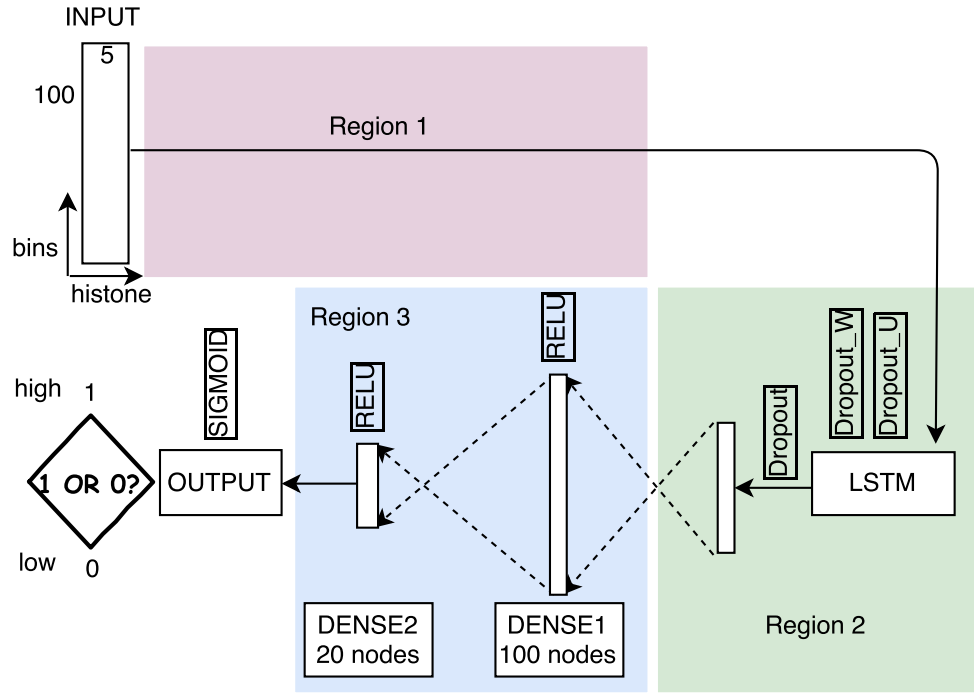 INPUT
5
100
Region 1
bins
histone
Region 3
RELU
Dropout_W
Dropout_U
SIGMOID
RELU
Dropout
high
1
1 OR 0?
OUTPUT
LSTM
low
0
DENSE2
20 nodes
DENSE1
100 nodes
Region 2